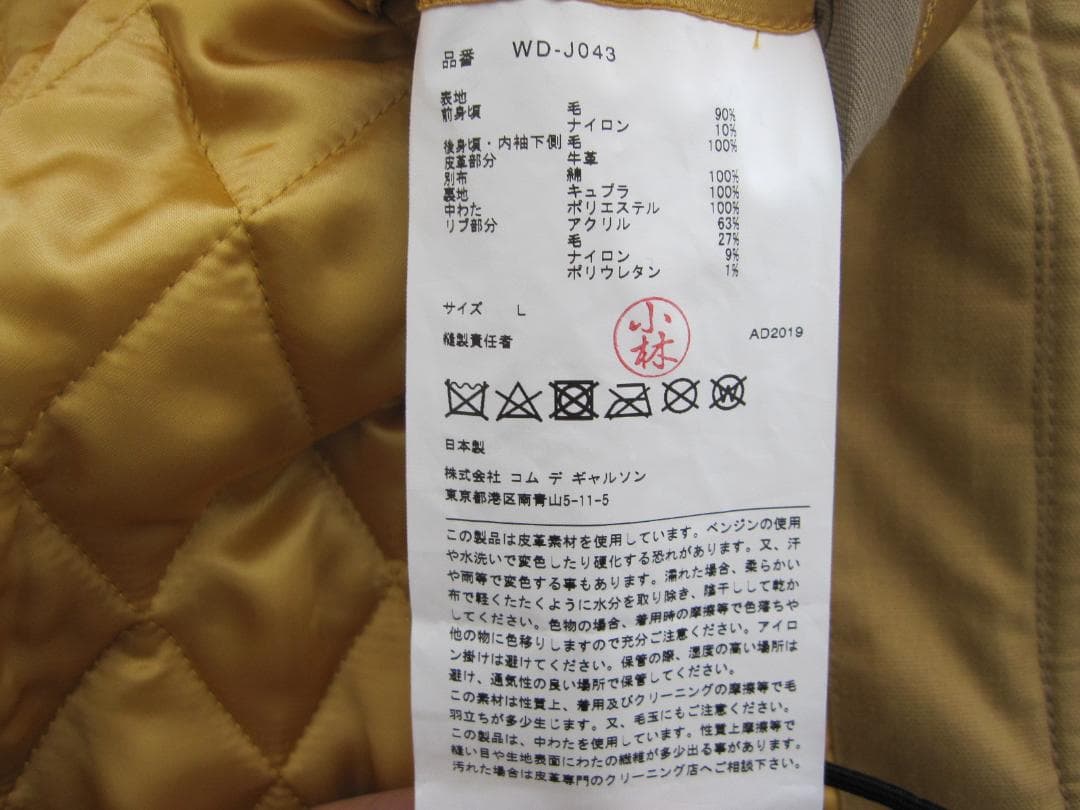 品番 WD-J043
表地
前身頃 毛 90%
ナイロン 10%
後身頃・内袖下側 毛 100%
皮革部分 牛革
別布 綿 100%
裏地 キュプラ 100%
中わた ポリエステル 100%
リブ部分 アクリル 63%
毛 27%
ナイロン 9%
ポリウレタン 1%
サイズ L
縫製責任者 小林 AD2019
W
日本製
株式会社 コム デ ギャルソン
東京都港区南青山5-11-5
この製品は皮革素材を使用しています。ベンジンの使用
や水洗いで変色したり硬化する恐れがあります。又、汗
や雨等で変色する事もあります。濡れた場合、柔らかい
布で軽くたたくように水分を取り除き、陰干しして乾か
してください。色物の場合、着用時の摩擦等で色落ちや
他の物に色移りしますので充分ご注意ください。アイロ
ン掛けは避けてください。保管の際、湿度の高い場所は
避け、通気性の良い場所で保管してください。
この素材は性質上、着用及びクリーニングの摩擦等で毛
羽立ちが多少生じます。又、毛玉にもご注意ください。
この製品は、中わたを使用しています。性質上摩擦等で
縫い目や生地表面にわたの繊維が多少出る事があります。
汚れた場合は皮革専門のクリーニング店へご相談下さい。